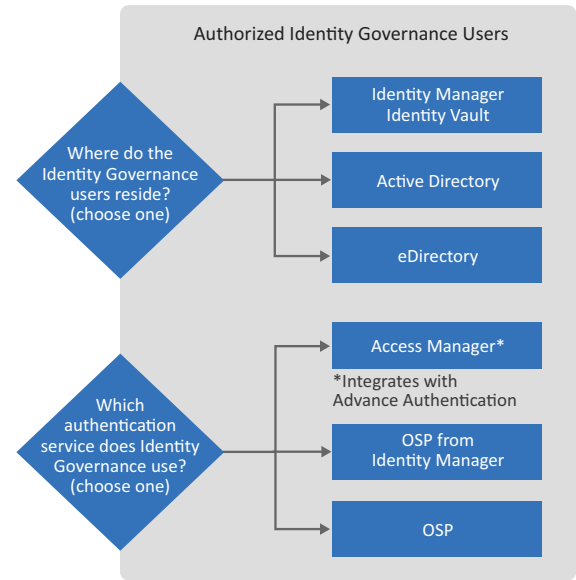 Authorized Identity Governance Users
Where do the
Identity Governance
users reside?
(choose one)
Identity Manager
Identity Vault
Active Directory
eDirectory
Which
authentication
service does Identity
Governance use?
(choose one)
Access Manager*
*Integrates with
Advance Authentication
OSP from
Identity Manager
OSP